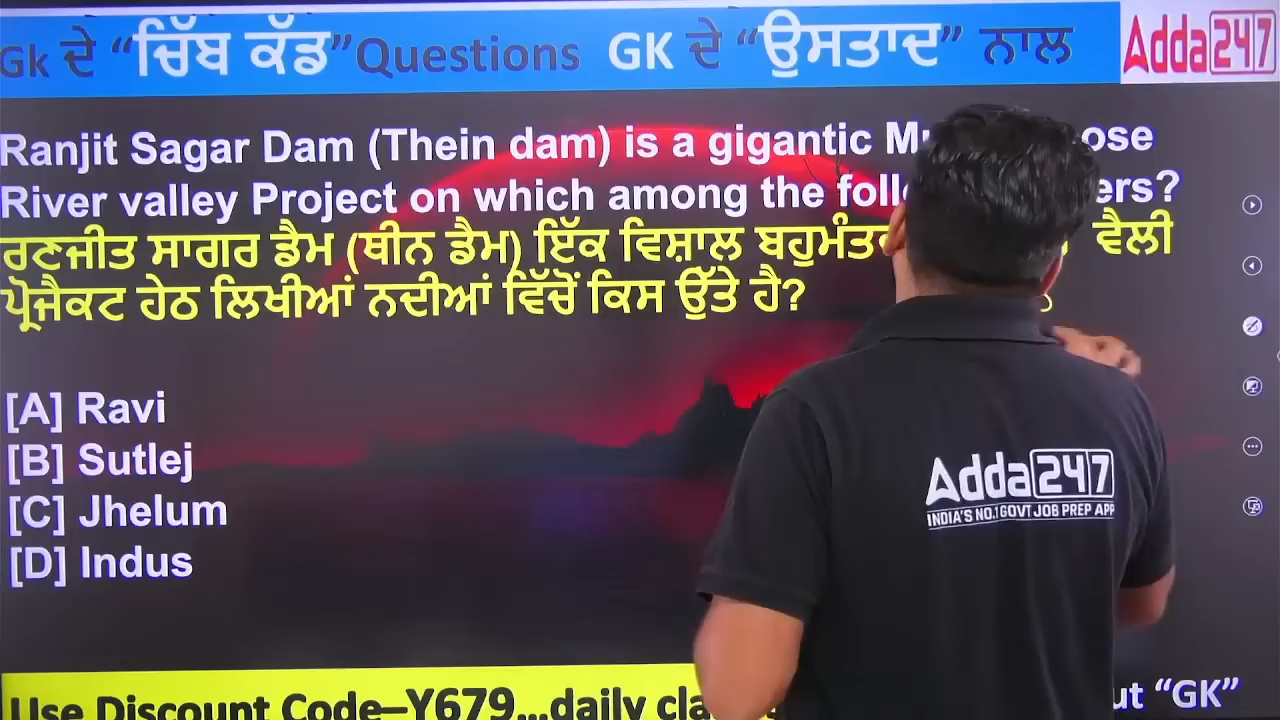 Gk ਦੇ “ਚਿੱਬ ਕੱਡ” Questions GK ਦੇ “ਉਸਤਾਦ” ਨਾਲ
Adda247
Ranjit Sagar Dam (Thein dam) is a gigantic
River valley Project on which among the
ਰਣਜੀਤ ਸਾਗਰ ਡੈਮ (ਥੀਨ ਡੈਮ) ਇੱਕ ਵਿਸ਼ਾਲ ਵੈਲੀ
ਪ੍ਰੋਜੈਕਟ ਹੇਠ ਲਿਖੀਆਂ ਨਦੀਆਂ ਵਿੱਚੋਂ ਕਿਸ ਉੱਤੇ ਹੈ?
[A] Ravi
[B] Sutlej
[C] Jhelum
[D] Indus
Adda247
INDIA'S NO.1 GOVT JOB PREP APP
Use Discount Code–Y679...daily “GK”